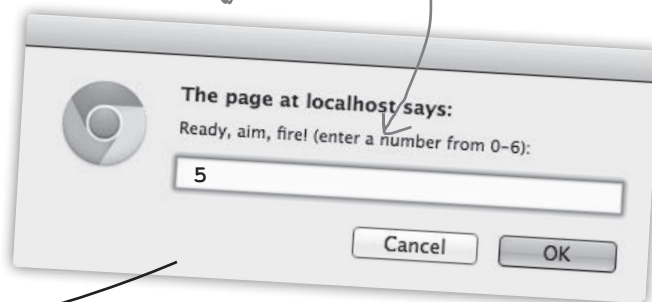 The page at localhost says:
Ready, aim, fire! (enter a number from 0-6):
5
Cancel
OK